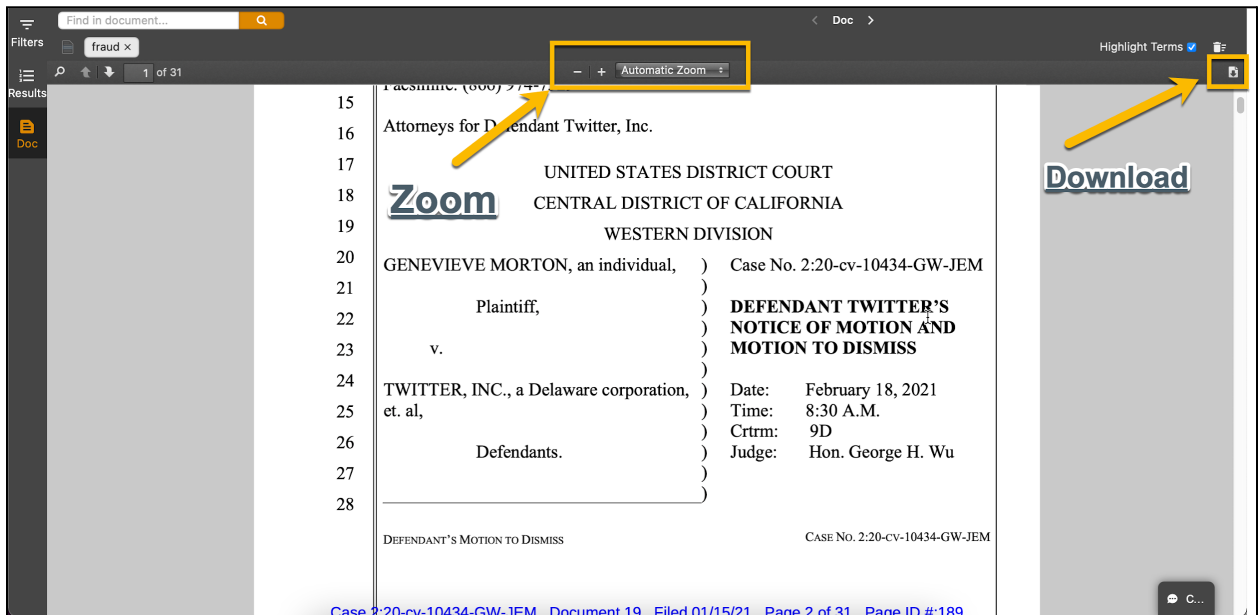 Find in document...
Doc
Filters
fraud ×
Highlight Terms
1 of 31
− + Automatic Zoom
Results
Doc
15
16 Attorneys for Defendant Twitter, Inc.
Zoom
Download
17 UNITED STATES DISTRICT COURT
18 CENTRAL DISTRICT OF CALIFORNIA
19 WESTERN DIVISION
20 GENEVIEVE MORTON, an individual, ) Case No. 2:20-cv-10434-GW-JEM
21 )
Plaintiff, ) DEFENDANT TWITTER'S
22 ) NOTICE OF MOTION AND
23 v. ) MOTION TO DISMISS
)
24 TWITTER, INC., a Delaware corporation, ) Date: February 18, 2021
25 et. al, ) Time: 8:30 A.M.
) Crtrm: 9D
26 Defendants. ) Judge: Hon. George H. Wu
27 )
28 )
DEFENDANT'S MOTION TO DISMISS CASE NO. 2:20-CV-10434-GW-JEM
Case 2:20-cv-10434-GW-JEM Document 19 Filed 01/15/21 Page 2 of 31 Page ID #:189
C...